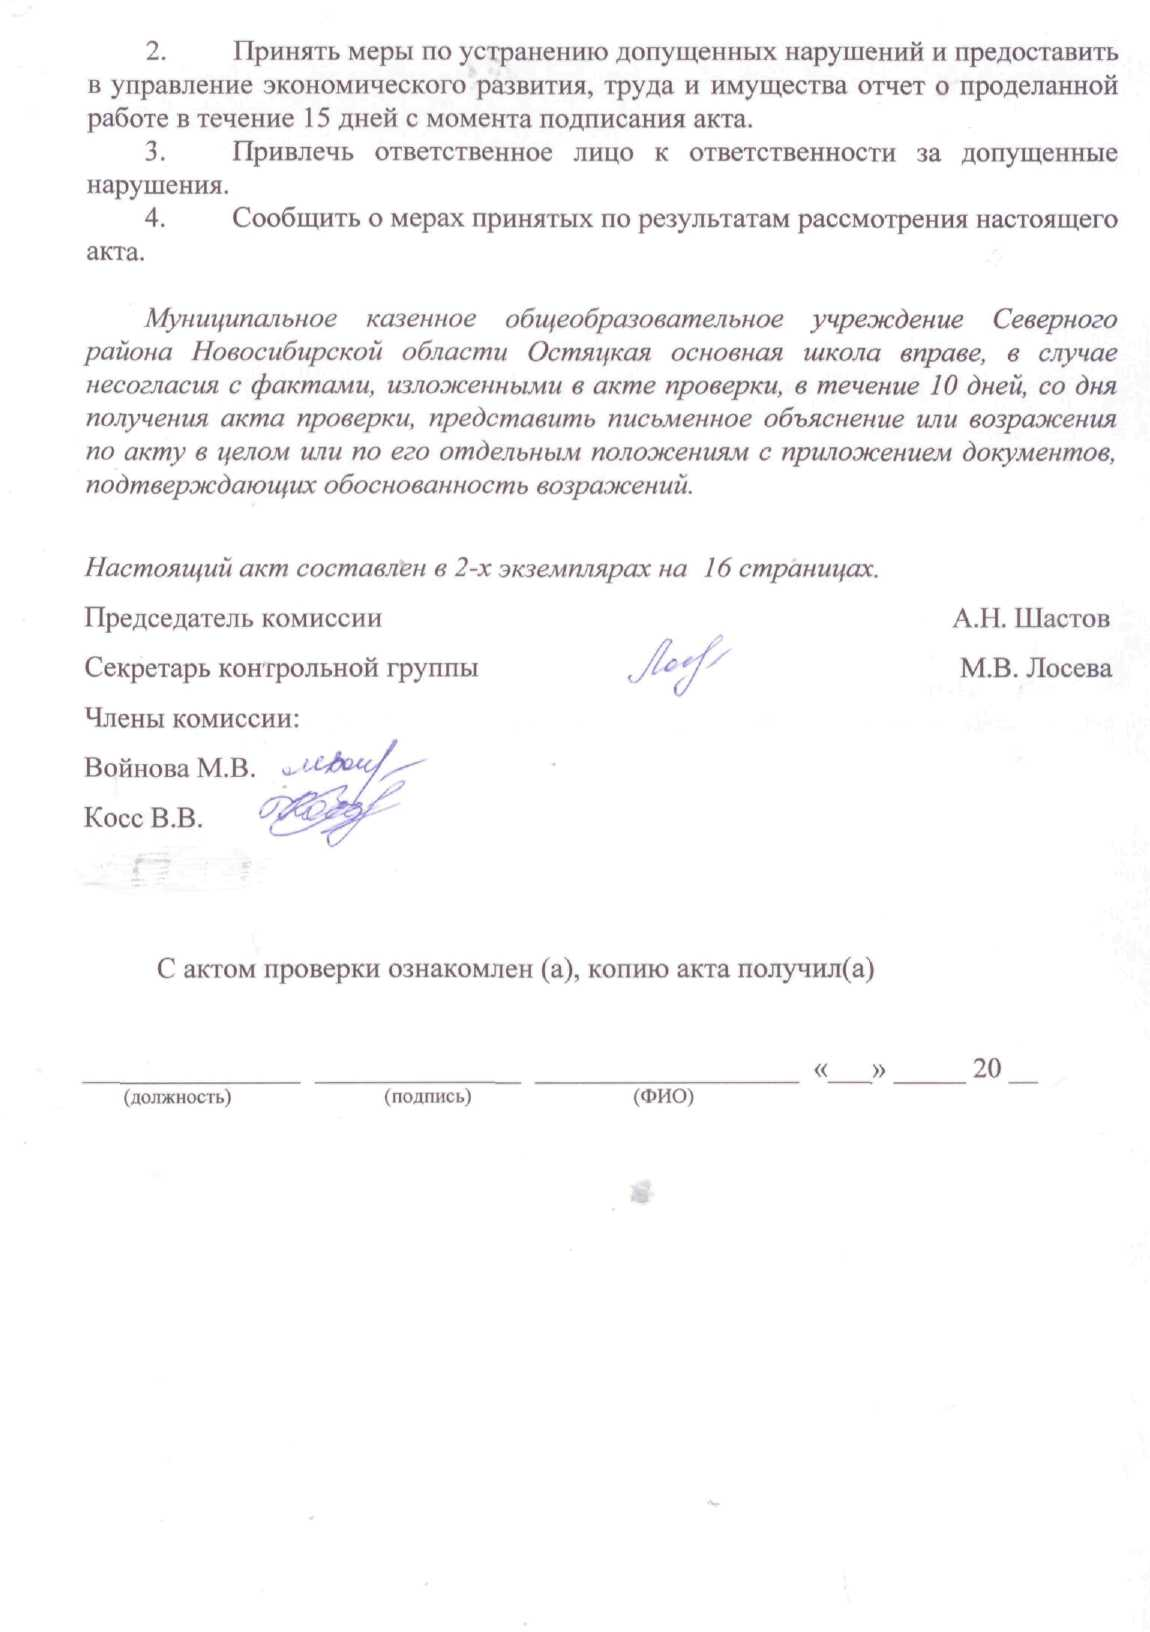 2. Принять меры по устранению допущенных нарушений и предоставить
в управление экономического развития, труда и имущества отчет о проделанной
работе в течение 15 дней с момента подписания акта.
3. Привлечь ответственное лицо к ответственности за допущенные
нарушения.
4. Сообщить о мерах принятых по результатам рассмотрения настоящего
акта.
Муниципальное казенное общеобразовательное учреждение Северного
района Новосибирской области Остяцкая основная школа вправе, в случае
несогласия с фактами, изложенными в акте проверки, в течение 10 дней, со дня
получения акта проверки, представить письменное объяснение или возражения
по акту в целом или по его отдельным положениям с приложением документов,
подтверждающих обоснованность возражений.
Настоящий акт составлен в 2-х экземплярах на 16 страницах.
Председатель комиссии А.Н. Шастов
Секретарь контрольной группы М.В. Лосева
Члены комиссии:
Войнова М.В.
Косс В.В.
С актом проверки ознакомлен (а), копию акта получил(а)
«___» _____ 20 __
(должность) (подпись) (ФИО)